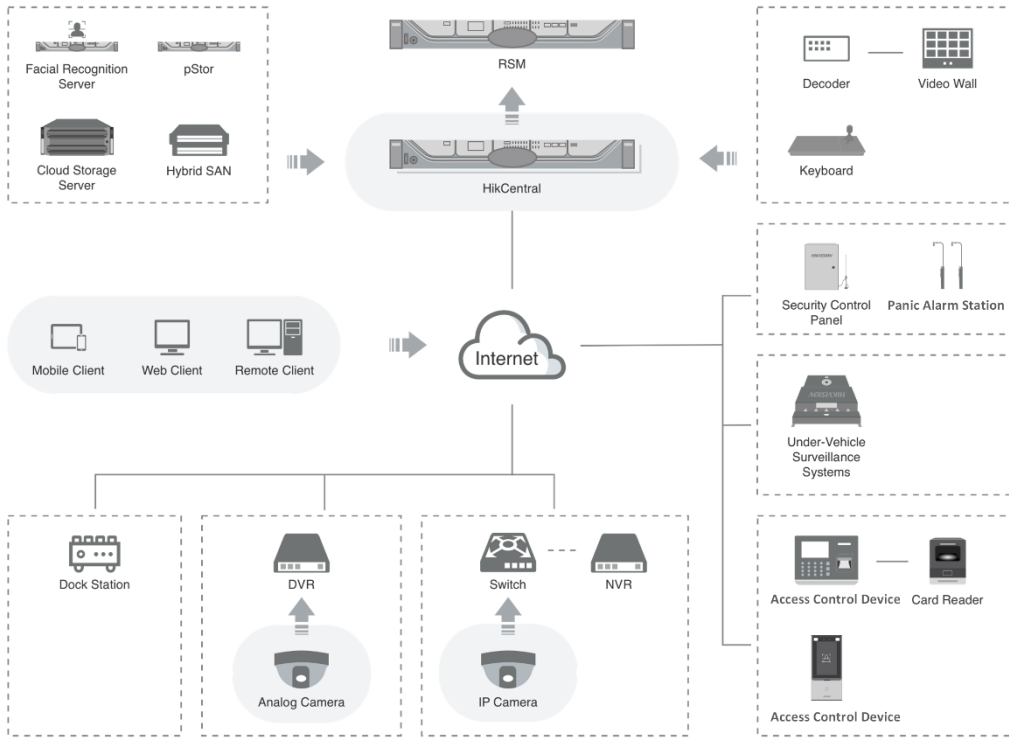 RSM
Facial Recognition
Server
pStor
Decoder
Video Wall
Cloud Storage
Server
Hybrid SAN
HikCentral
Keyboard
HIKVISION
Security Control
Panel
Panic Alarm Station
Mobile Client
Web Client
Remote Client
Internet
HIKVISION
Under-Vehicle
Surveillance
Systems
Dock Station
DVR
Switch
NVR
Access Control Device
Card Reader
Analog Camera
IP Camera
Access Control Device